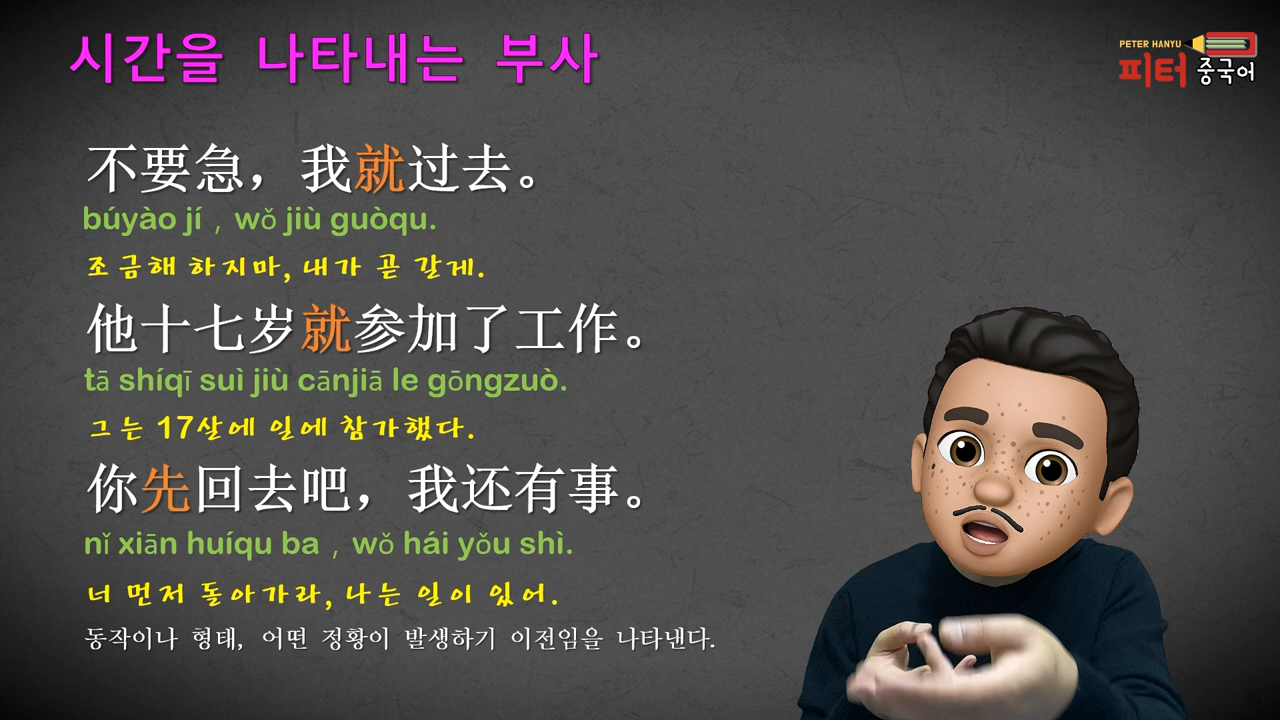 시간을 나타내는 부사
PETER HANYU
피터 중국어
不要急，我就过去。
búyào jí，wǒ jiù guòqu.
조급해 하지마, 내가 곧 갈게.
他十七岁就参加了工作。
tā shíqī suì jiù cānjiā le gōngzuò.
그는 17살에 일에 참가했다.
你先回去吧，我还有事。
nǐ xiān huíqu ba，wǒ hái yǒu shì.
너 먼저 돌아가라, 나는 일이 있어.
동작이나 형태, 어떤 정황이 발생하기 이전임을 나타낸다.